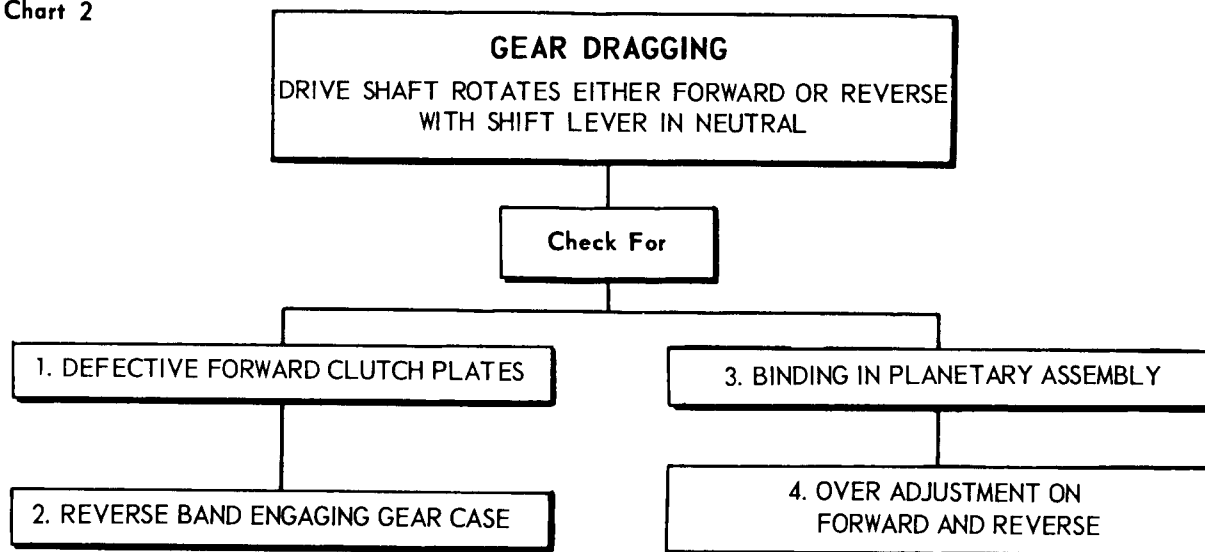 Chart 2
GEAR DRAGGING
DRIVE SHAFT ROTATES EITHER FORWARD OR REVERSE
WITH SHIFT LEVER IN NEUTRAL
Check For
1. DEFECTIVE FORWARD CLUTCH PLATES
2. REVERSE BAND ENGAGING GEAR CASE
3. BINDING IN PLANETARY ASSEMBLY
4. OVER ADJUSTMENT ON
FORWARD AND REVERSE